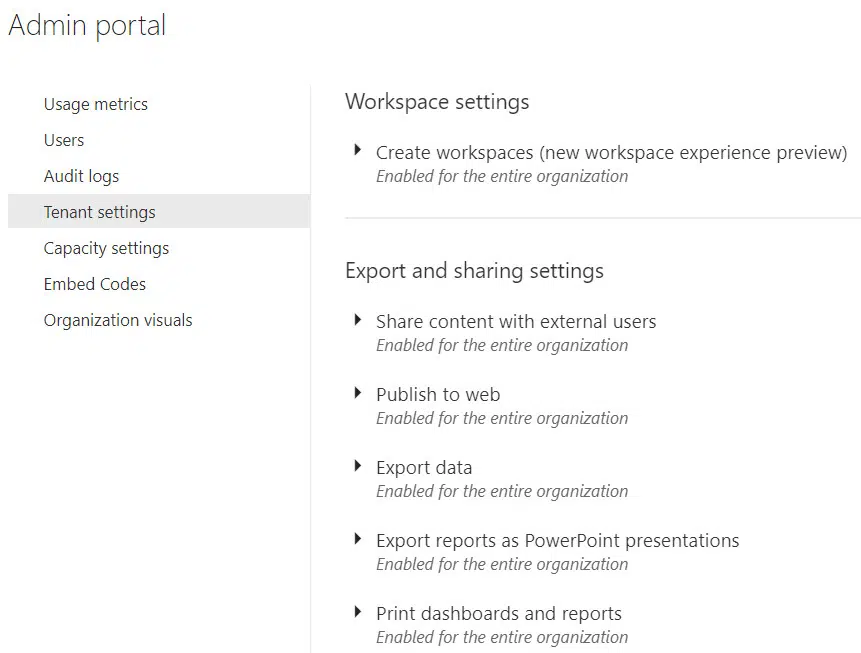 Admin portal
Usage metrics
Users
Audit logs
Tenant settings
Capacity settings
Embed Codes
Organization visuals
Workspace settings
Create workspaces (new workspace experience preview)
Enabled for the entire organization
Export and sharing settings
Share content with external users
Enabled for the entire organization
Publish to web
Enabled for the entire organization
Export data
Enabled for the entire organization
Export reports as PowerPoint presentations
Enabled for the entire organization
Print dashboards and reports
Enabled for the entire organization